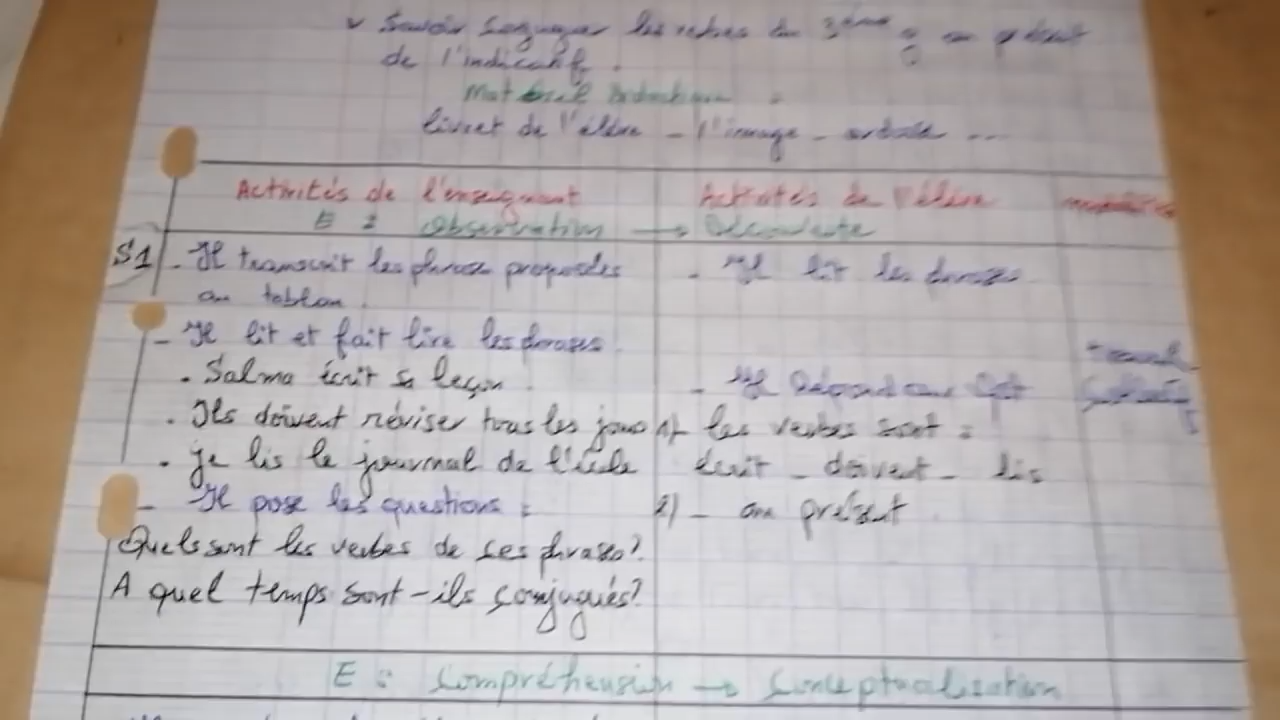 v Savoir conjuguer les verbes du 3ème g au présent
de l'indicatif.
Matériel didactique :
livret de l'élève - l'image - ardoise ...
Activités de l'enseignant
Activités de l'élève
E : Observation → Découverte
S1
- Il transcrit les phrases proposées
au tableau.
- Il lit les phrases
- Il lit et fait lire les phrases.
. Salma écrit sa leçon.
. Ils doivent réviser tous les jours
. je lis le journal de l'école
- Il pose les questions :
Quels sont les verbes de ces phrases?
A quel temps sont-ils conjugués?
- Il répond aux
1) les verbes sont :
écrit - doivent - lis
2) - au présent
travail
E : Compréhension → Conceptualisation